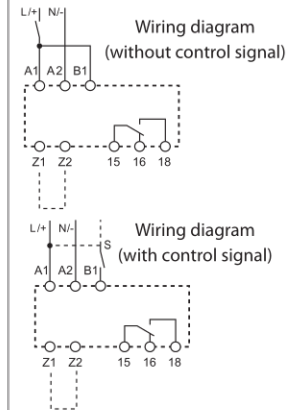 L/+ N/-
Wiring diagram
(without control signal)
A1 A2 B1
Z1 Z2 15 16 18
Wiring diagram
(with control signal)
L/+ N/-
S
A1 A2 B1
Z1 Z2 15 16 18